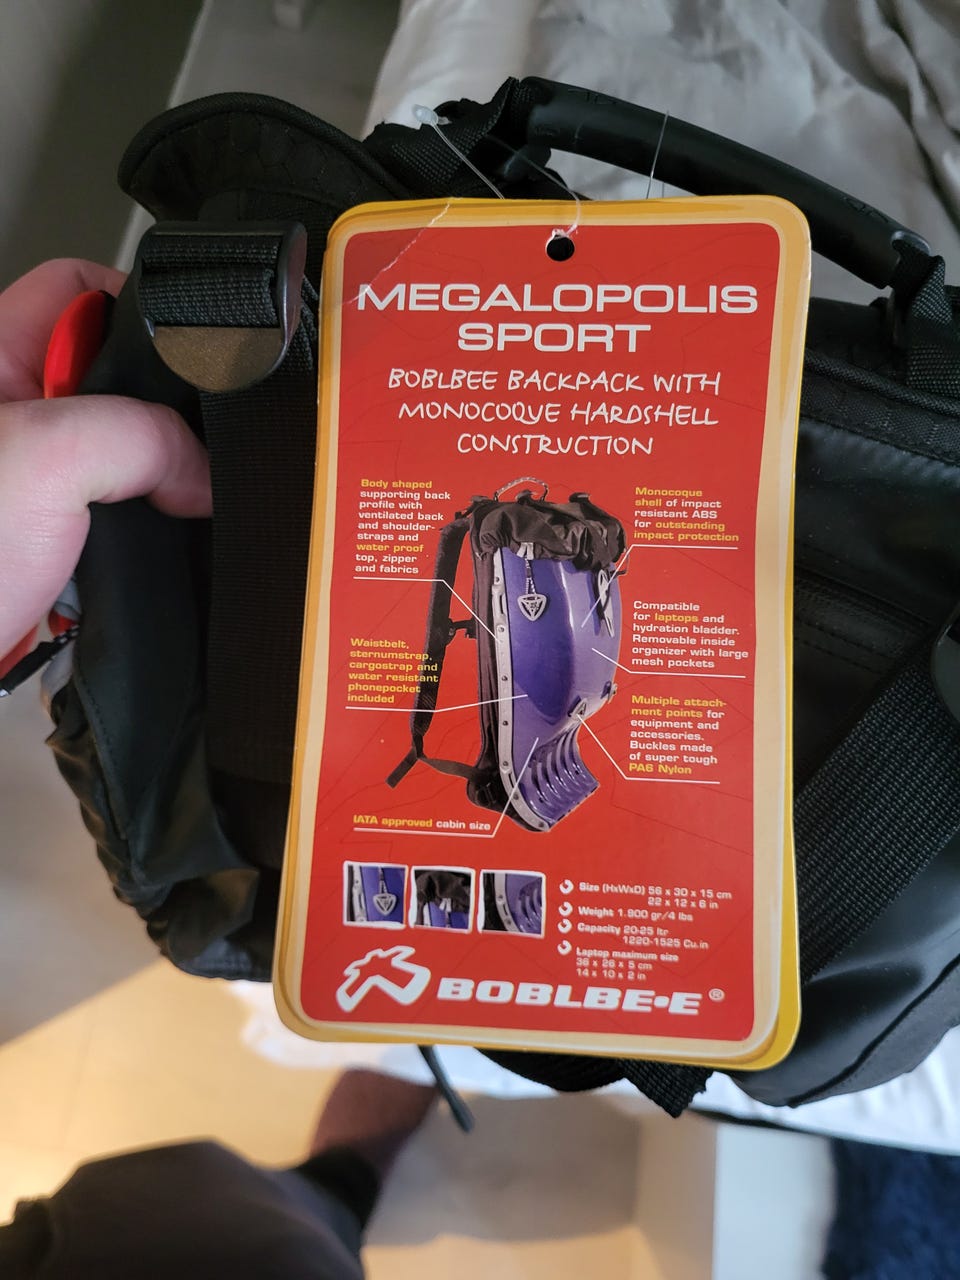 MEGALOPOLIS
SPORT
BOBLBEE BACKPACK WITH
MONOCOQUE HARDSHELL
CONSTRUCTION
Body shaped
supporting back
profile with
ventilated back
and shoulder-
straps and
water proof
top, zipper
and fabrics
Monocoque
shell of impact
resistant ABS
for outstanding
impact protection
Compatible
for laptops and
hydration bladder.
Removable inside
organizer with large
mesh pockets
Waistbelt,
sternumstrap,
cargostrap and
water resistant
phonepocket
included
Multiple attach-
ment points for
equipment and
accessories.
Buckles made
of super tough
PA6 Nylon
IATA approved cabin size
Size (HxWxD) 56 x 30 x 15 cm
22 x 12 x 6 in
Weight 1.900 gr/4 lbs
Capacity 20-25 ltr
1220-1525 Cu.in
Laptop maximum size
36 x 26 x 5 cm
14 x 10 x 2 in
BOBLBE•E ®